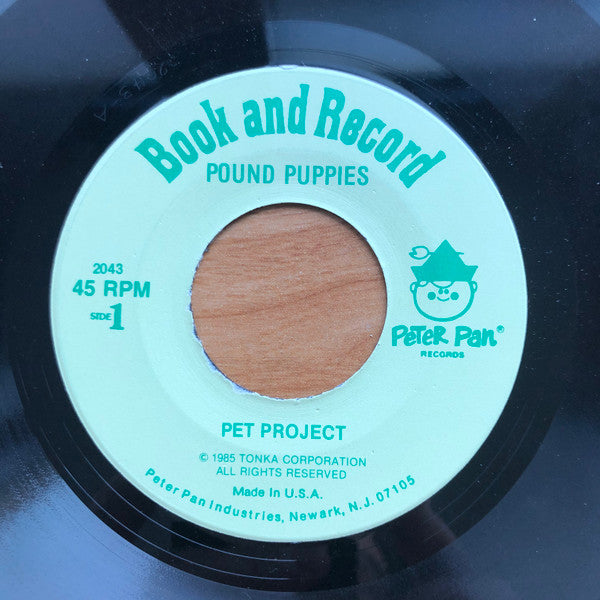 Book and Record
POUND PUPPIES
2043
45 RPM
SIDE 1
PETER PAN®
RECORDS
PET PROJECT
© 1985 TONKA CORPORATION
ALL RIGHTS RESERVED
Made in U.S.A.
Peter Pan Industries, Newark, N.J. 07105